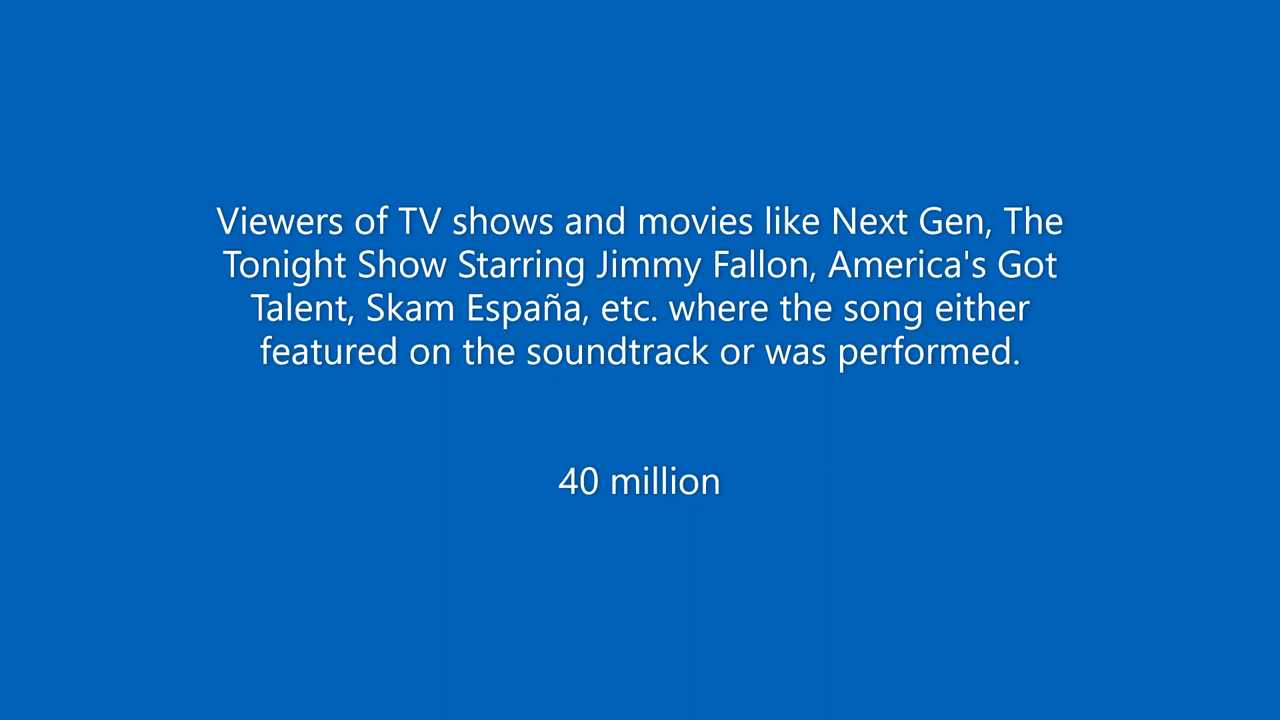 Viewers of TV shows and movies like Next Gen, The
Tonight Show Starring Jimmy Fallon, America's Got
Talent, Skam España, etc. where the song either
featured on the soundtrack or was performed.
40 million